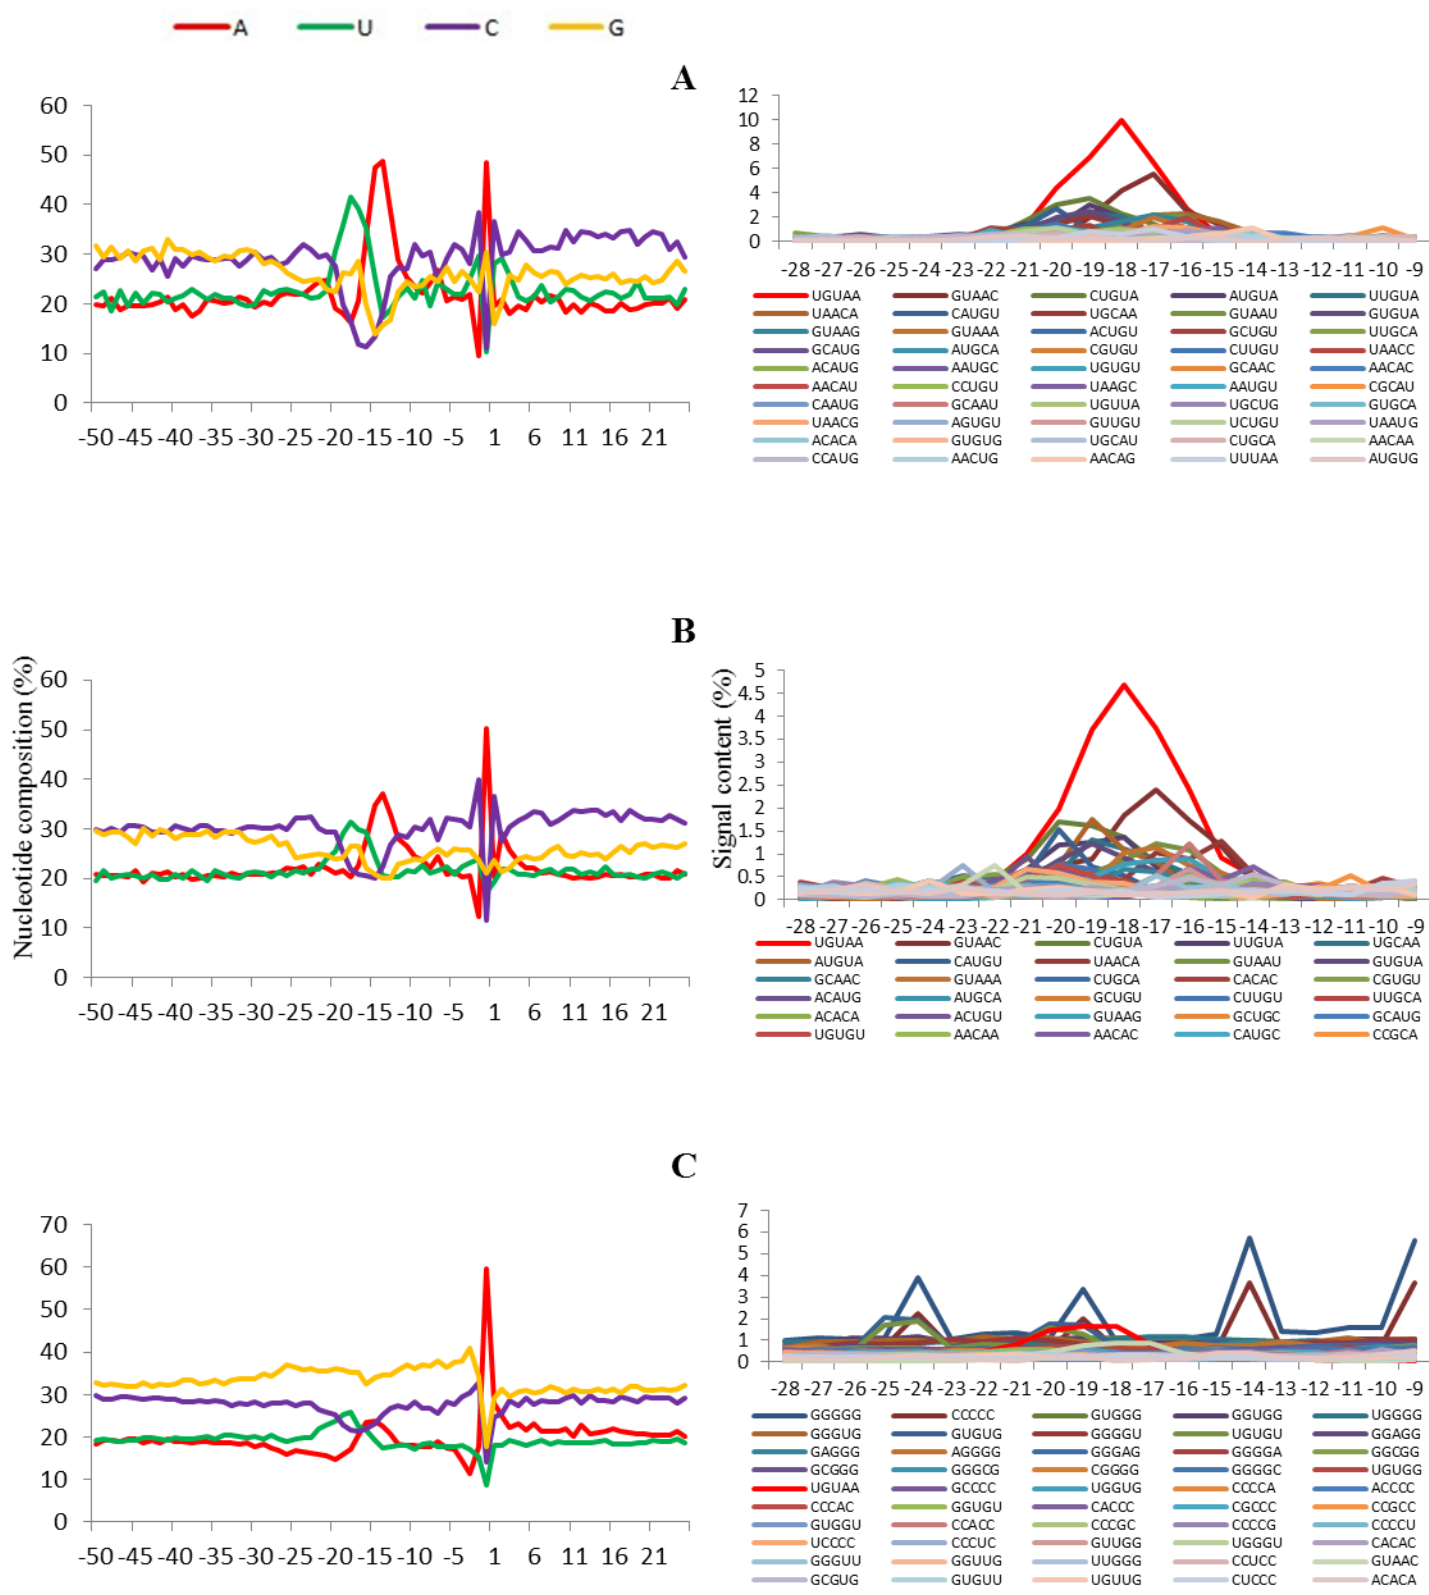 A U C G
A
60
50
40
30
20
10
0
-50 -45 -40 -35 -30 -25 -20 -15 -10 -5 1 6 11 16 21
12
10
8
6
4
2
0
-28 -27 -26 -25 -24 -23 -22 -21 -20 -19 -18 -17 -16 -15 -14 -13 -12 -11 -10 -9
UGUAA GUAAC CUGUA AUGUA UUGUA
UAACA CAUGU UGCAA GUAAU GUGUA
GUAAG GUAAA ACUGU GCUGU UUGCA
GCAUG AUGCA CGUGU CUUGU UAACC
ACAUG AAUGC UGUGU GCAAC AACAC
AACAU CCUGU UAAGC AAUGU CGCAU
CAAUG GCAAU UGUUA UGCUG GUGCA
UAACG AGUGU GUUGU UCUGU UAAUG
ACACA GUGUG UGCAU CUGCA AACAA
CCAUG AACUG AACAG UUUAA AUGUG
B
Nucleotide composition (%)
60
50
40
30
20
10
0
-50 -45 -40 -35 -30 -25 -20 -15 -10 -5 1 6 11 16 21
Signal content (%)
5
4.5
4
3.5
3
2.5
2
1.5
1
0.5
0
-28 -27 -26 -25 -24 -23 -22 -21 -20 -19 -18 -17 -16 -15 -14 -13 -12 -11 -10 -9
UGUAA GUAAC CUGUA UUGUA UGCAA
AUGUA CAUGU UAACA GUAAU GUGUA
GCAAC GUAAA CUGCA CACAC CGUGU
ACAUG AUGCA GCUGU CUUGU UUGCA
ACACA ACUGU GUAAG GCUGC GCAUG
UGUGU AACAA AACAC CAUGC CCGCA
C
70
60
50
40
30
20
10
0
-50 -45 -40 -35 -30 -25 -20 -15 -10 -5 1 6 11 16 21
7
6
5
4
3
2
1
0
-28 -27 -26 -25 -24 -23 -22 -21 -20 -19 -18 -17 -16 -15 -14 -13 -12 -11 -10 -9
GGGGG CCCCC GUGGG GGUGG UGGGG
GGGUG GUGUG GGGGU UGUGU GGAGG
GAGGG AGGGG GGGAG GGGGA GGCGG
GCGGG GGGCG CGGGG GGGGC UGUGG
UGUAA GCCCC UGGUG CCCCA ACCCC
CCCAC GGUGU CACCC CGCCC CCGCC
GUGGU CCACC CCCGC CCCCG CCCCU
UCCCC CCCUC GUUGG UGGGU CACAC
GGGUU GGUUG UUGGG CCUCC GUAAC
GCGUG GUGUU UGUUG CUCCC ACACA